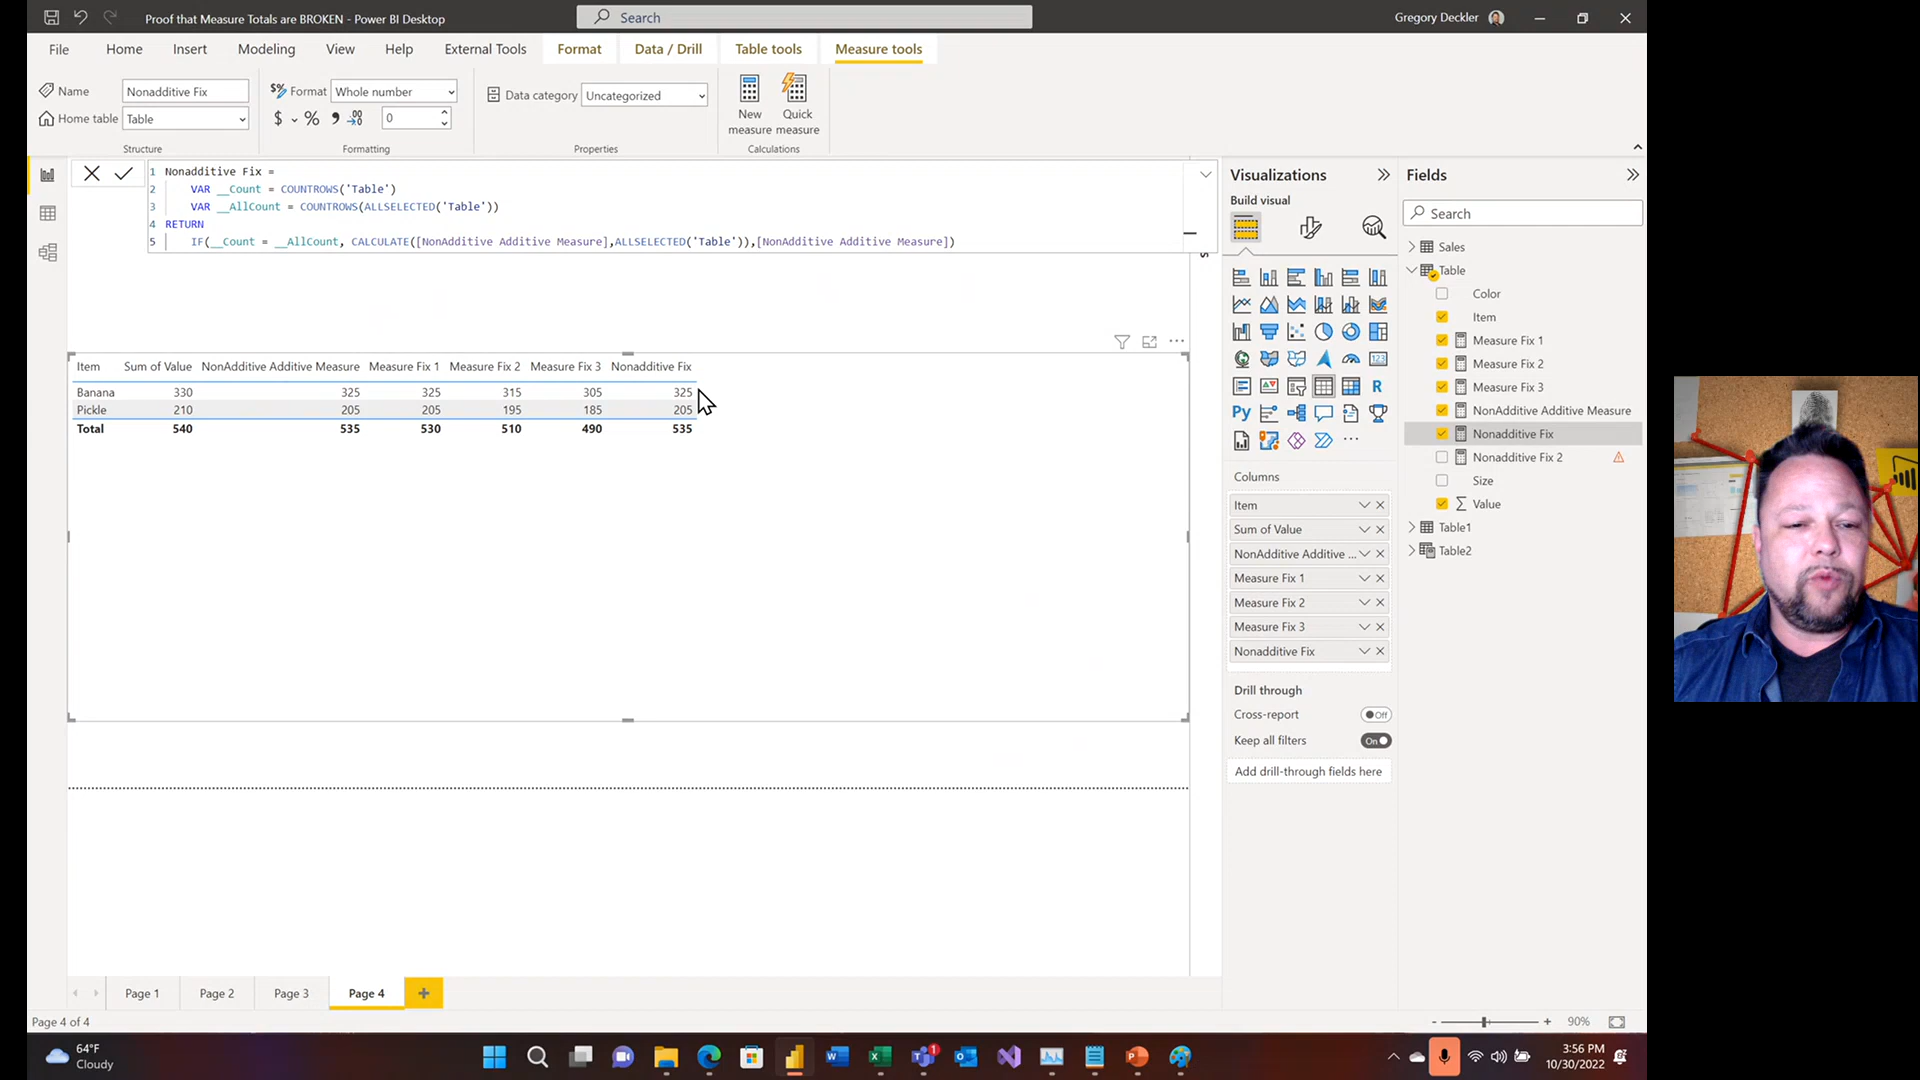 Proof that Measure Totals are BROKEN - Power BI Desktop
Search
Gregory Deckler
File Home Insert Modeling View Help External Tools Format Data / Drill Table tools Measure tools
Name Nonadditive Fix
Home table Table
Structure
Format Whole number
$ % 0
Formatting
Data category Uncategorized
Properties
New measure
Quick measure
Calculations
1 Nonadditive Fix =
2 VAR __Count = COUNTROWS('Table')
3 VAR __AllCount = COUNTROWS(ALLSELECTED('Table'))
4 RETURN
5 IF(__Count = __AllCount, CALCULATE([NonAdditive Additive Measure],ALLSELECTED('Table')),[NonAdditive Additive Measure])
Item Sum of Value NonAdditive Additive Measure Measure Fix 1 Measure Fix 2 Measure Fix 3 Nonadditive Fix
Banana 330 325 325 315 305 325
Pickle 210 205 205 195 185 205
Total 540 535 530 510 490 535
Visualizations
Build visual
R
Py
123
Columns
Item
Sum of Value
NonAdditive Additive ...
Measure Fix 1
Measure Fix 2
Measure Fix 3
Nonadditive Fix
Drill through
Cross-report Off
Keep all filters On
Add drill-through fields here
Fields
Search
Sales
Table
Color
Item
Measure Fix 1
Measure Fix 2
Measure Fix 3
NonAdditive Additive Measure
Nonadditive Fix
Nonadditive Fix 2
Size
Value
Table1
Table2
Page 1 Page 2 Page 3 Page 4 +
Page 4 of 4
- + 90%
64°F
Cloudy
1
3:56 PM
10/30/2022